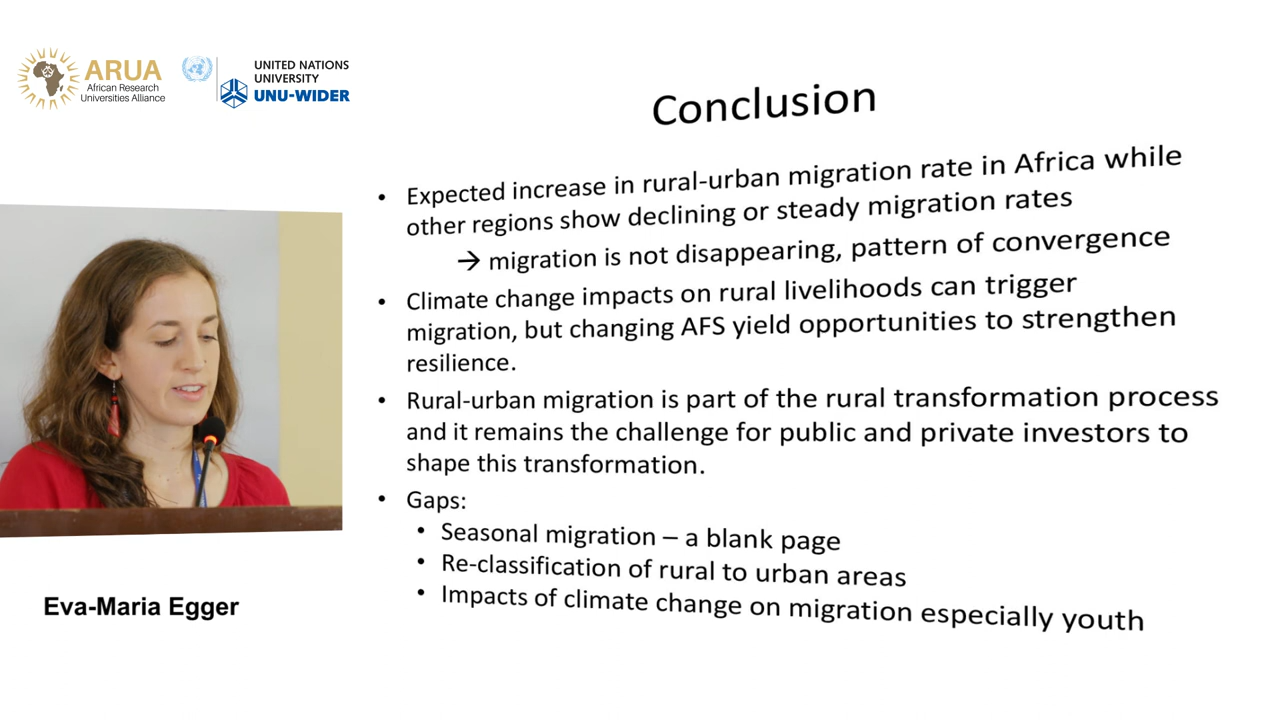 ARUA
African Research
Universities Alliance
UNITED NATIONS
UNIVERSITY
UNU-WIDER
Conclusion
• Expected increase in rural-urban migration rate in Africa while
other regions show declining or steady migration rates
→ migration is not disappearing, pattern of convergence
• Climate change impacts on rural livelihoods can trigger
migration, but changing AFS yield opportunities to strengthen
resilience.
• Rural-urban migration is part of the rural transformation process
and it remains the challenge for public and private investors to
shape this transformation.
• Gaps:
• Seasonal migration – a blank page
• Re-classification of rural to urban areas
• Impacts of climate change on migration especially youth
Eva-Maria Egger